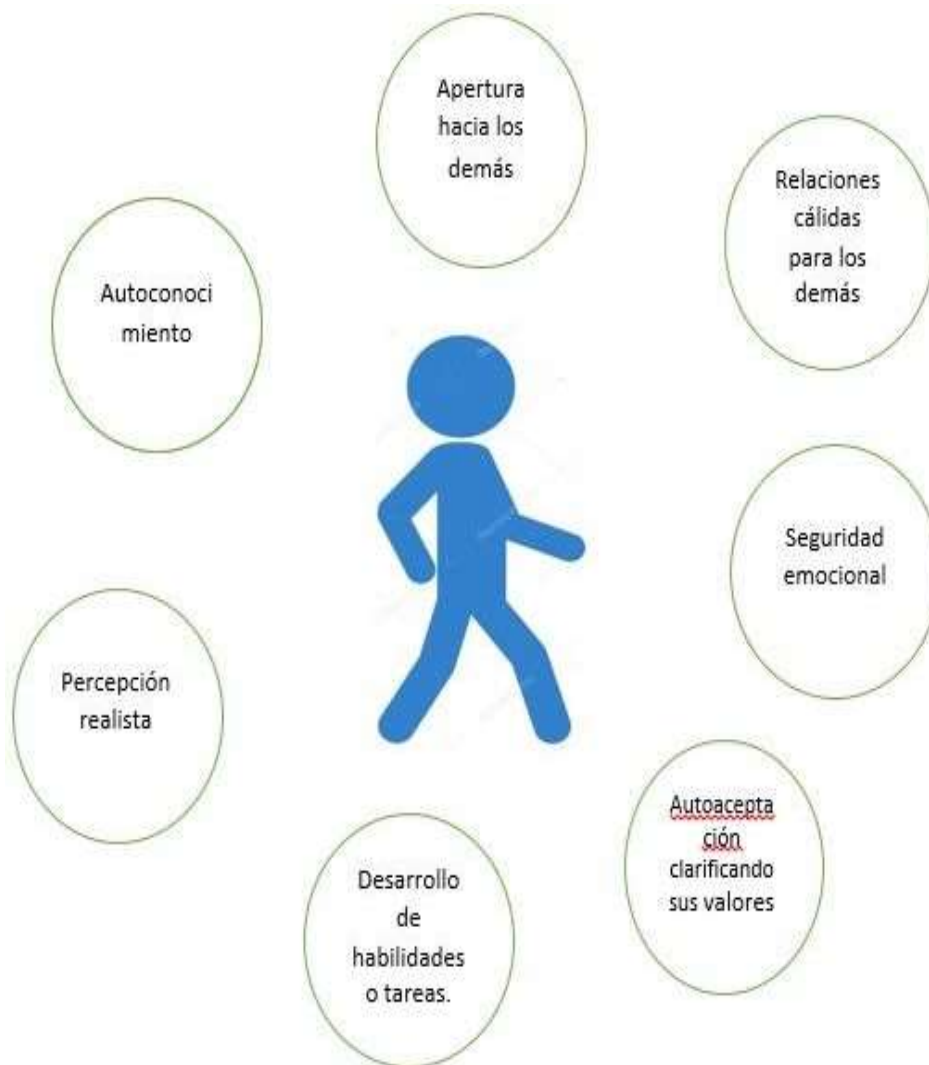 Apertura
hacia los
demás
Relaciones
cálidas
para los
demás
Autoconoci
miento
Seguridad
emocional
Percepción
realista
Autoacepta
ción
clarificando
sus valores
Desarrollo
de
habilidades
o tareas.